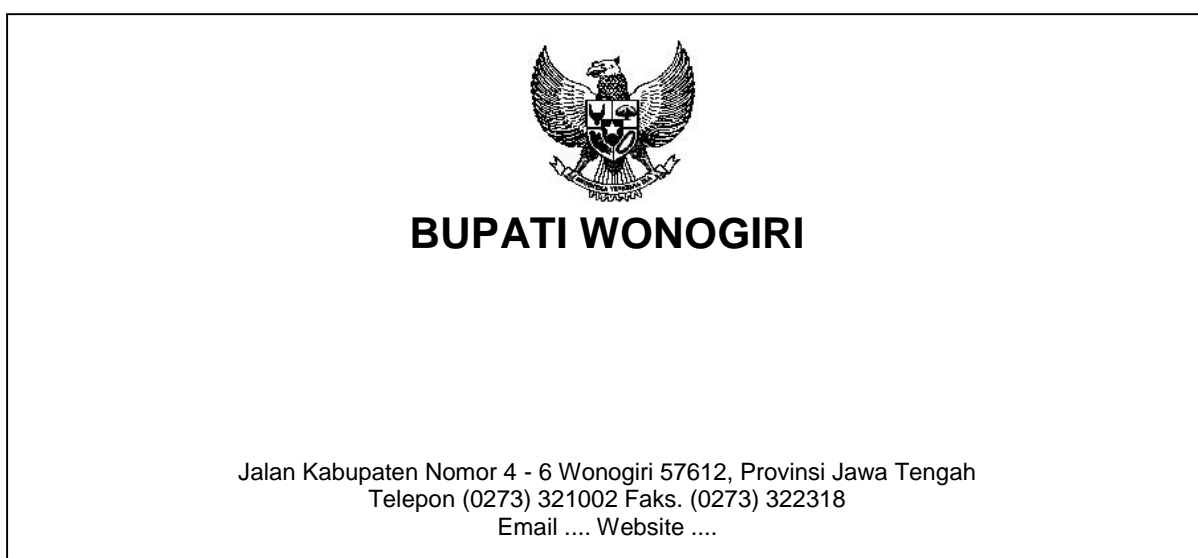 BUPATI WONOGIRI
Jalan Kabupaten Nomor 4 - 6 Wonogiri 57612, Provinsi Jawa Tengah
Telepon (0273) 321002 Faks. (0273) 322318
Email .... Website ....